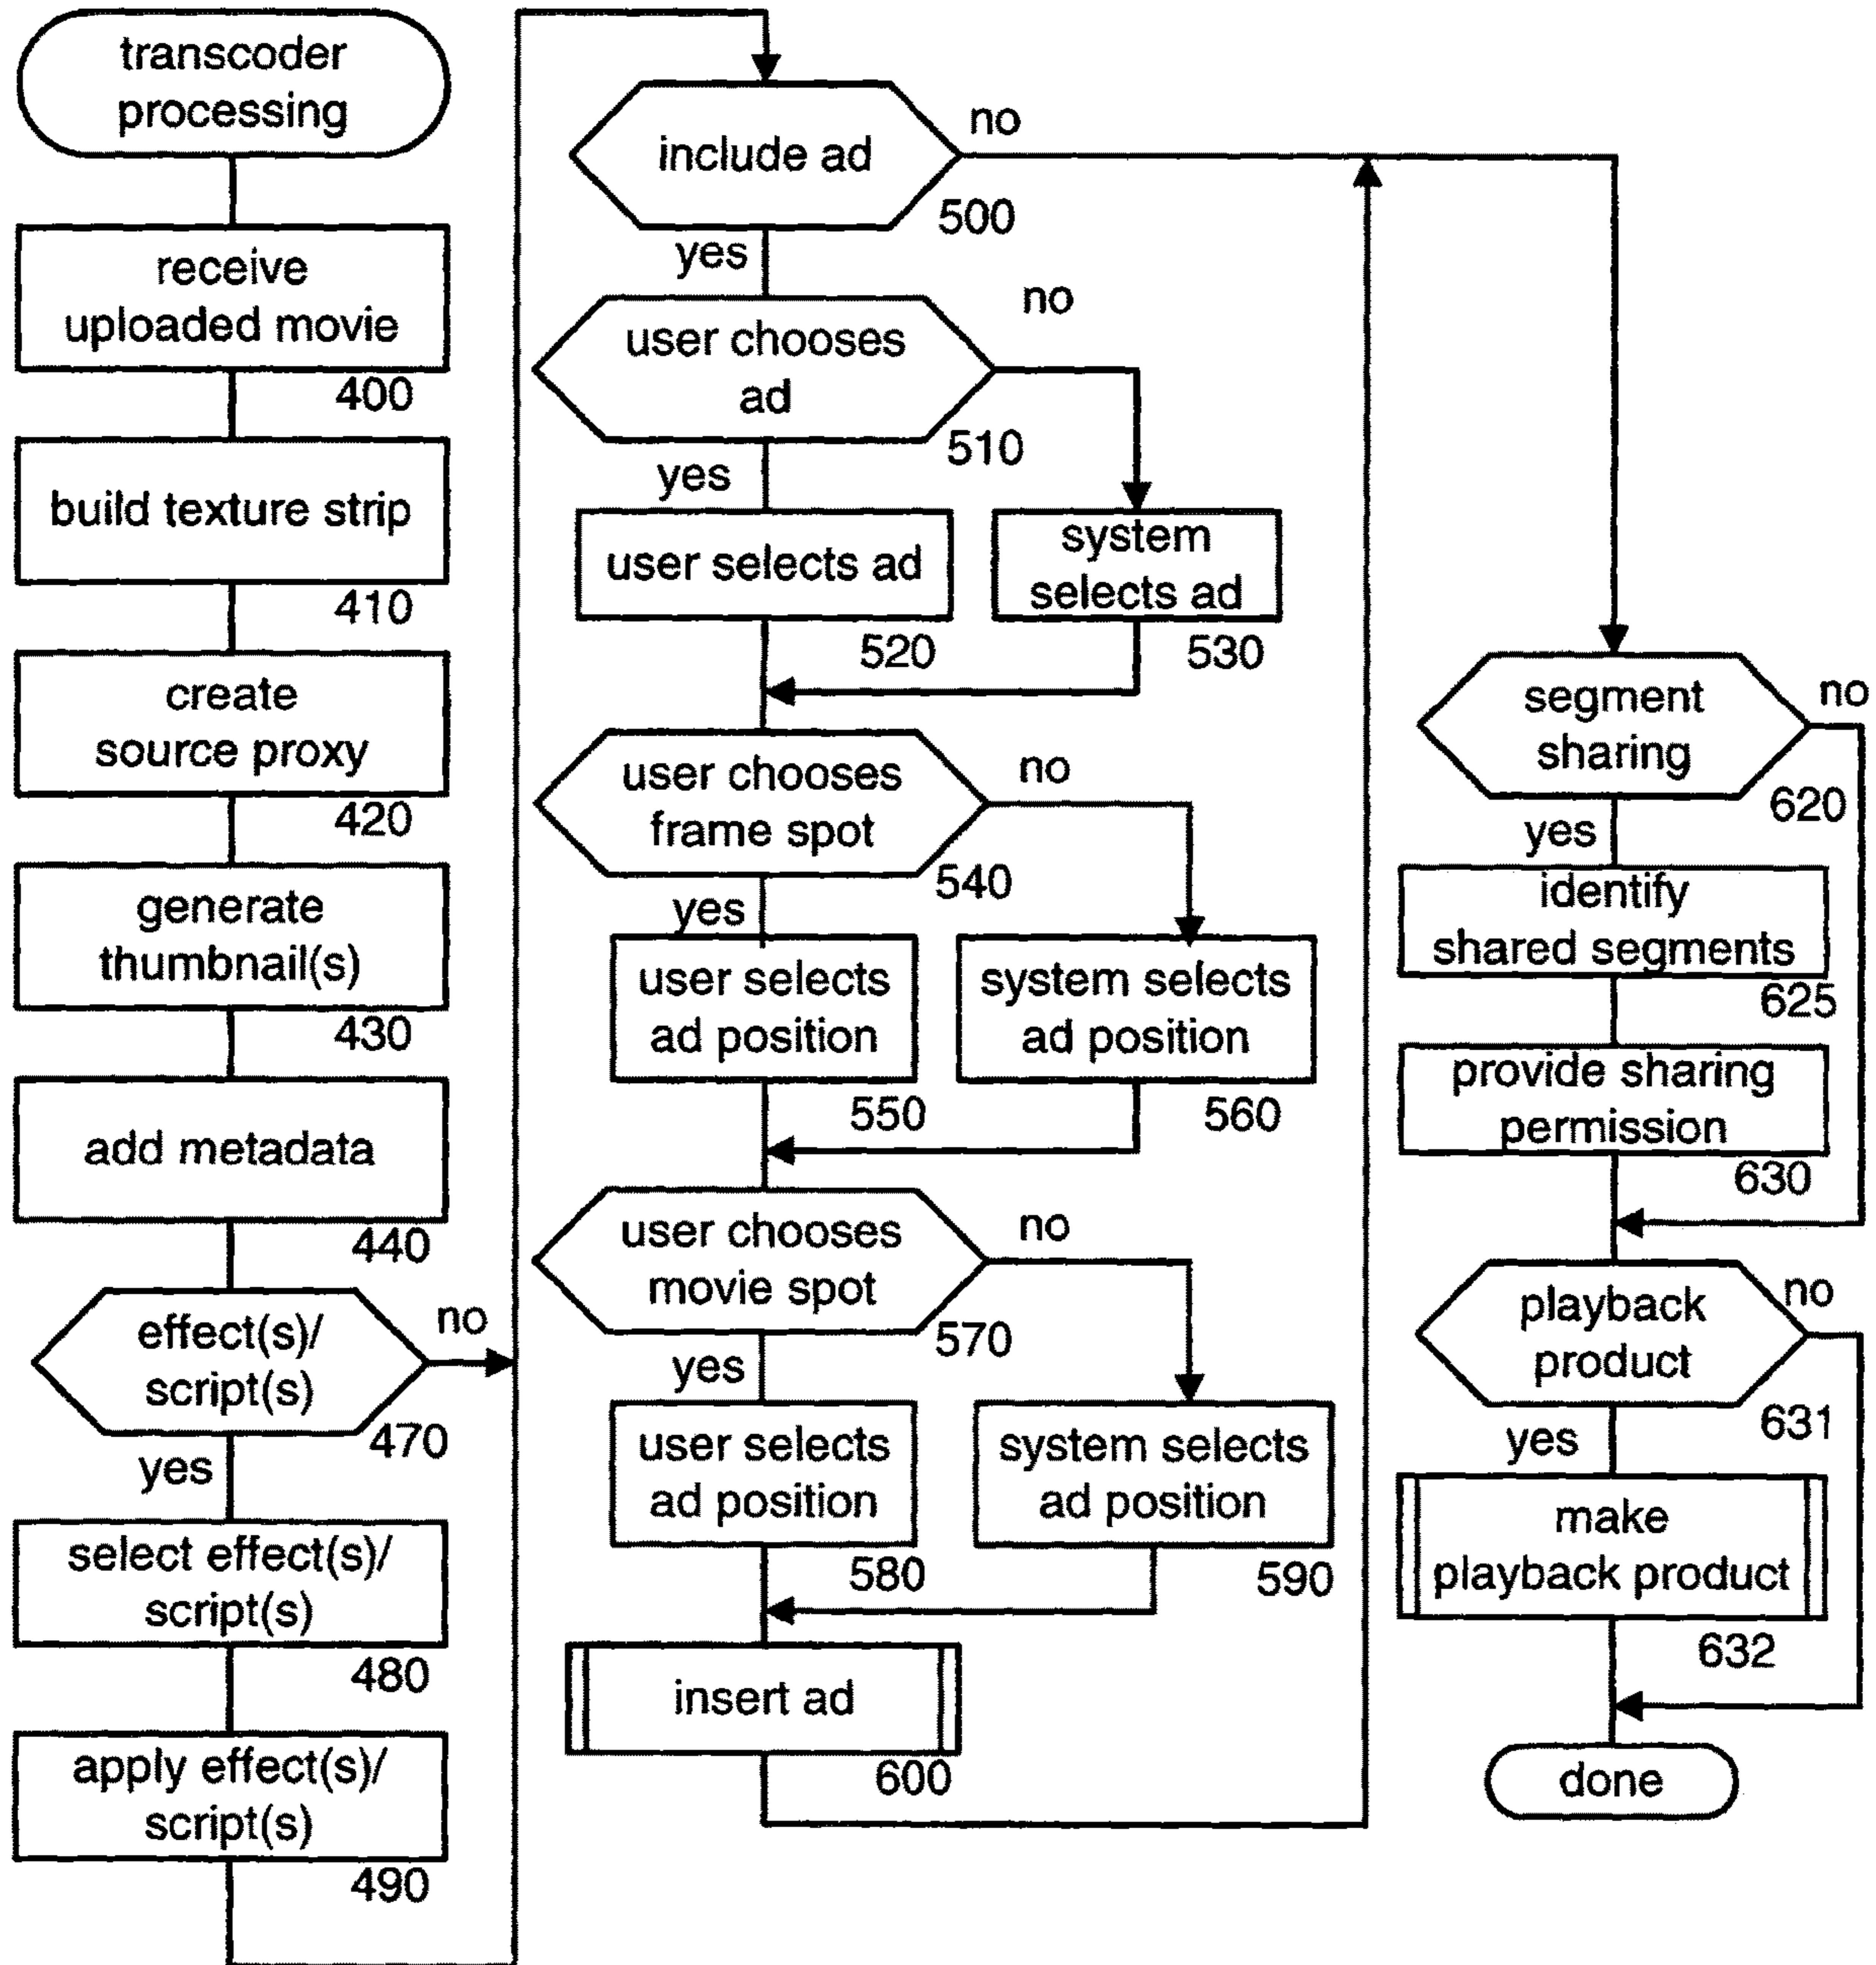 transcoder
processing
receive
uploaded movie
400
build texture strip
410
create
source proxy
420
generate
thumbnail(s)
430
add metadata
440
effect(s)/
script(s)
no
470
yes
select effect(s)/
script(s)
480
apply effect(s)/
script(s)
490
include ad
no
500
yes
user chooses
ad
no
510
yes
user selects ad
520
system
selects ad
530
user chooses
frame spot
no
540
yes
user selects
ad position
550
system selects
ad position
560
user chooses
movie spot
no
570
yes
user selects
ad position
580
system selects
ad position
590
insert ad
600
segment
sharing
no
620
yes
identify
shared segments
625
provide sharing
permission
630
playback
product
no
631
yes
make
playback product
632
done